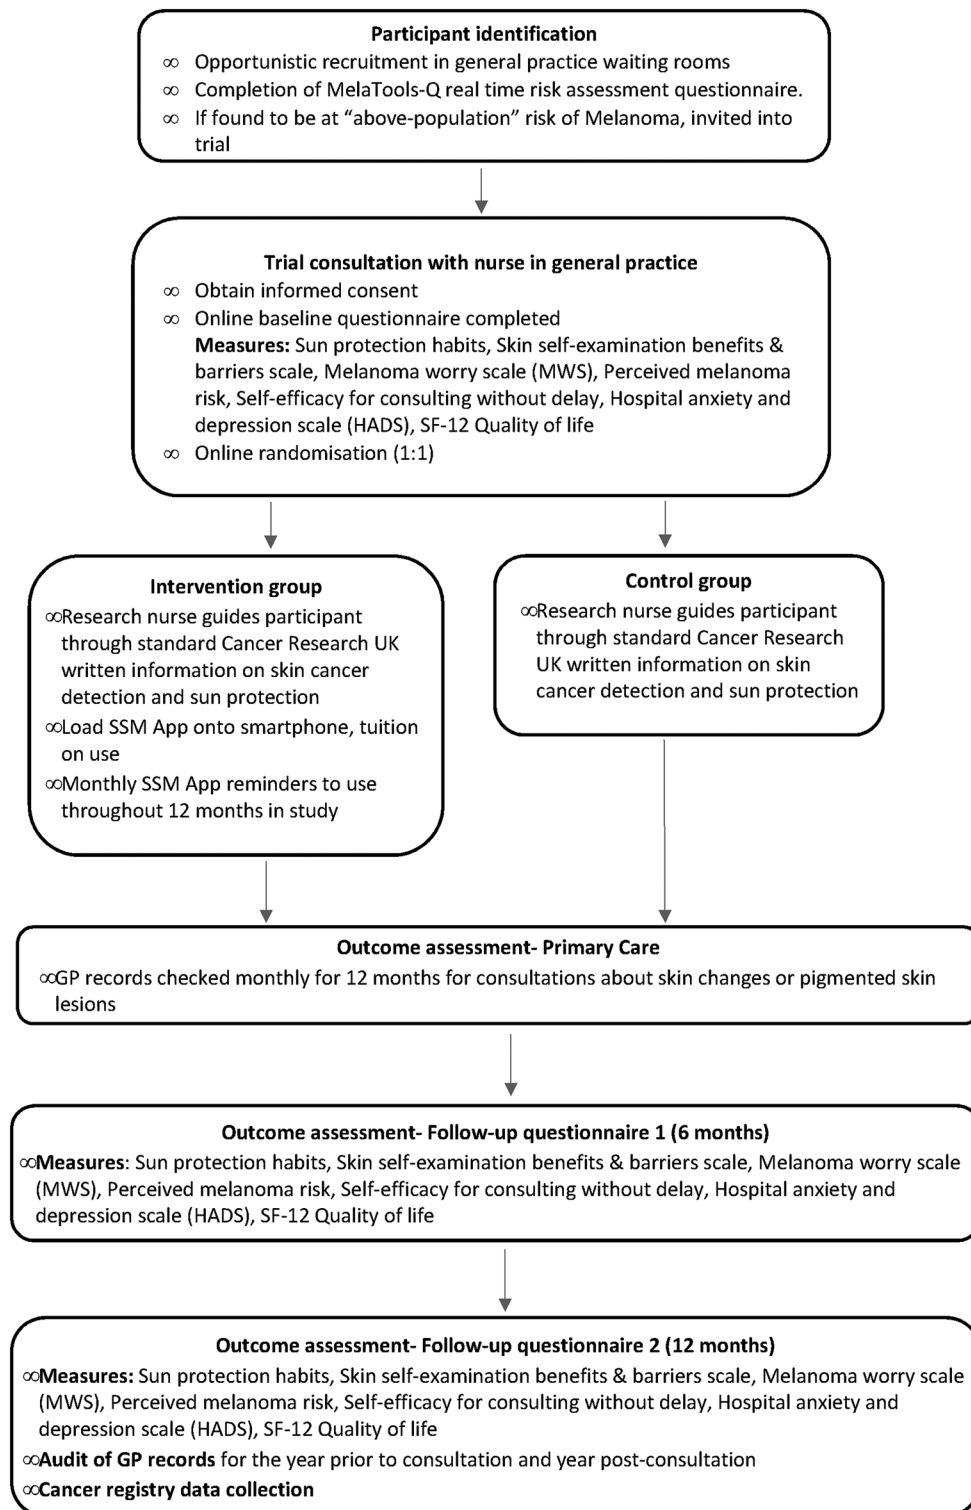 Participant identification
∞ Opportunistic recruitment in general practice waiting rooms
∞ Completion of MelaTools-Q real time risk assessment questionnaire.
∞ If found to be at “above-population” risk of Melanoma, invited into
trial
Trial consultation with nurse in general practice
∞ Obtain informed consent
∞ Online baseline questionnaire completed
Measures: Sun protection habits, Skin self-examination benefits &
barriers scale, Melanoma worry scale (MWS), Perceived melanoma
risk, Self-efficacy for consulting without delay, Hospital anxiety and
depression scale (HADS), SF-12 Quality of life
∞ Online randomisation (1:1)
Intervention group
∞Research nurse guides participant
through standard Cancer Research UK
written information on skin cancer
detection and sun protection
∞Load SSM App onto smartphone, tuition
on use
∞Monthly SSM App reminders to use
throughout 12 months in study
Control group
∞Research nurse guides participant
through standard Cancer Research
UK written information on skin
cancer detection and sun protection
Outcome assessment- Primary Care
∞GP records checked monthly for 12 months for consultations about skin changes or pigmented skin
lesions
Outcome assessment- Follow-up questionnaire 1 (6 months)
∞Measures: Sun protection habits, Skin self-examination benefits & barriers scale, Melanoma worry scale
(MWS), Perceived melanoma risk, Self-efficacy for consulting without delay, Hospital anxiety and
depression scale (HADS), SF-12 Quality of life
Outcome assessment- Follow-up questionnaire 2 (12 months)
∞Measures: Sun protection habits, Skin self-examination benefits & barriers scale, Melanoma worry scale
(MWS), Perceived melanoma risk, Self-efficacy for consulting without delay, Hospital anxiety and
depression scale (HADS), SF-12 Quality of life
∞Audit of GP records for the year prior to consultation and year post-consultation
∞Cancer registry data collection